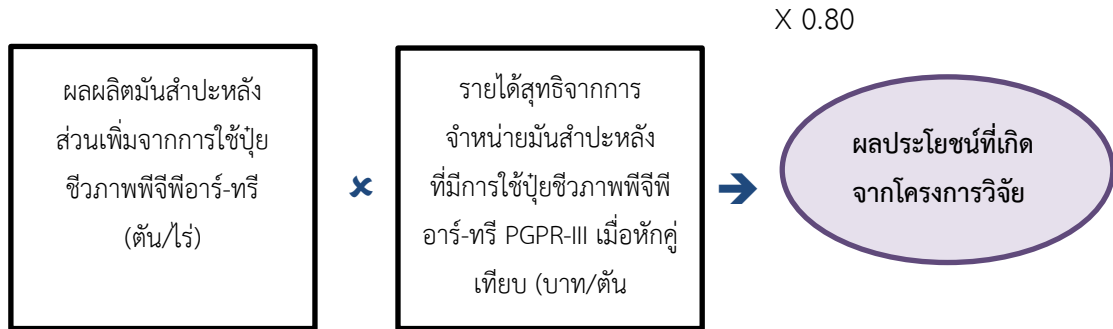 X 0.80
ผลผลิตมันสำปะหลัง
ส่วนเพิ่มจากการใช้ปุ๋ย
ชีวภาพพีจีพีอาร์-ทรี
(ตัน/ไร่)
×
รายได้สุทธิจากการ
จำหน่ายมันสำปะหลัง
ที่มีการใช้ปุ๋ยชีวภาพพีจีพี
อาร์-ทรี PGPR-III เมื่อหักคู่
เทียบ (บาท/ตัน
ผลประโยชน์ที่เกิด
จากโครงการวิจัย